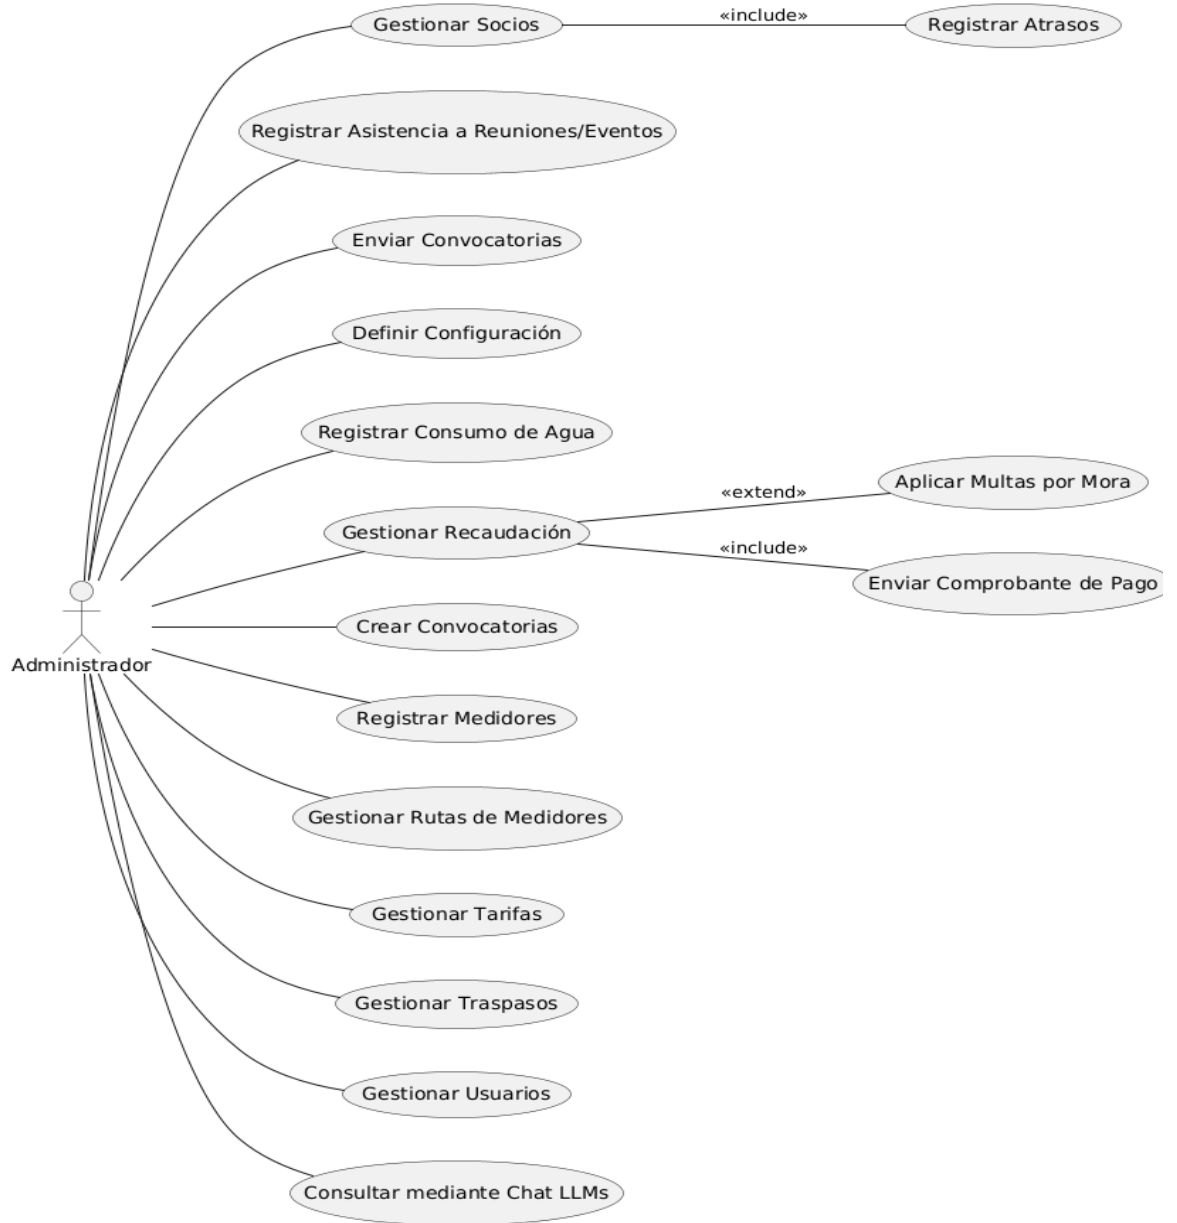 Gestionar Socios
«include»
Registrar Atrasos
Registrar Asistencia a Reuniones/Eventos
Enviar Convocatorias
Definir Configuración
Registrar Consumo de Agua
Gestionar Recaudación
«extend»
Aplicar Multas por Mora
«include»
Enviar Comprobante de Pago
Crear Convocatorias
Administrador
Registrar Medidores
Gestionar Rutas de Medidores
Gestionar Tarifas
Gestionar Traspasos
Gestionar Usuarios
Consultar mediante Chat LLMs